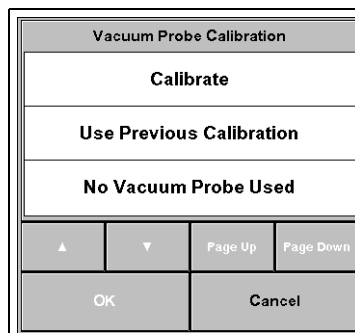 Vacuum Probe Calibration
Calibrate
Use Previous Calibration
No Vacuum Probe Used
▲ ▼ Page Up Page Down
OK Cancel